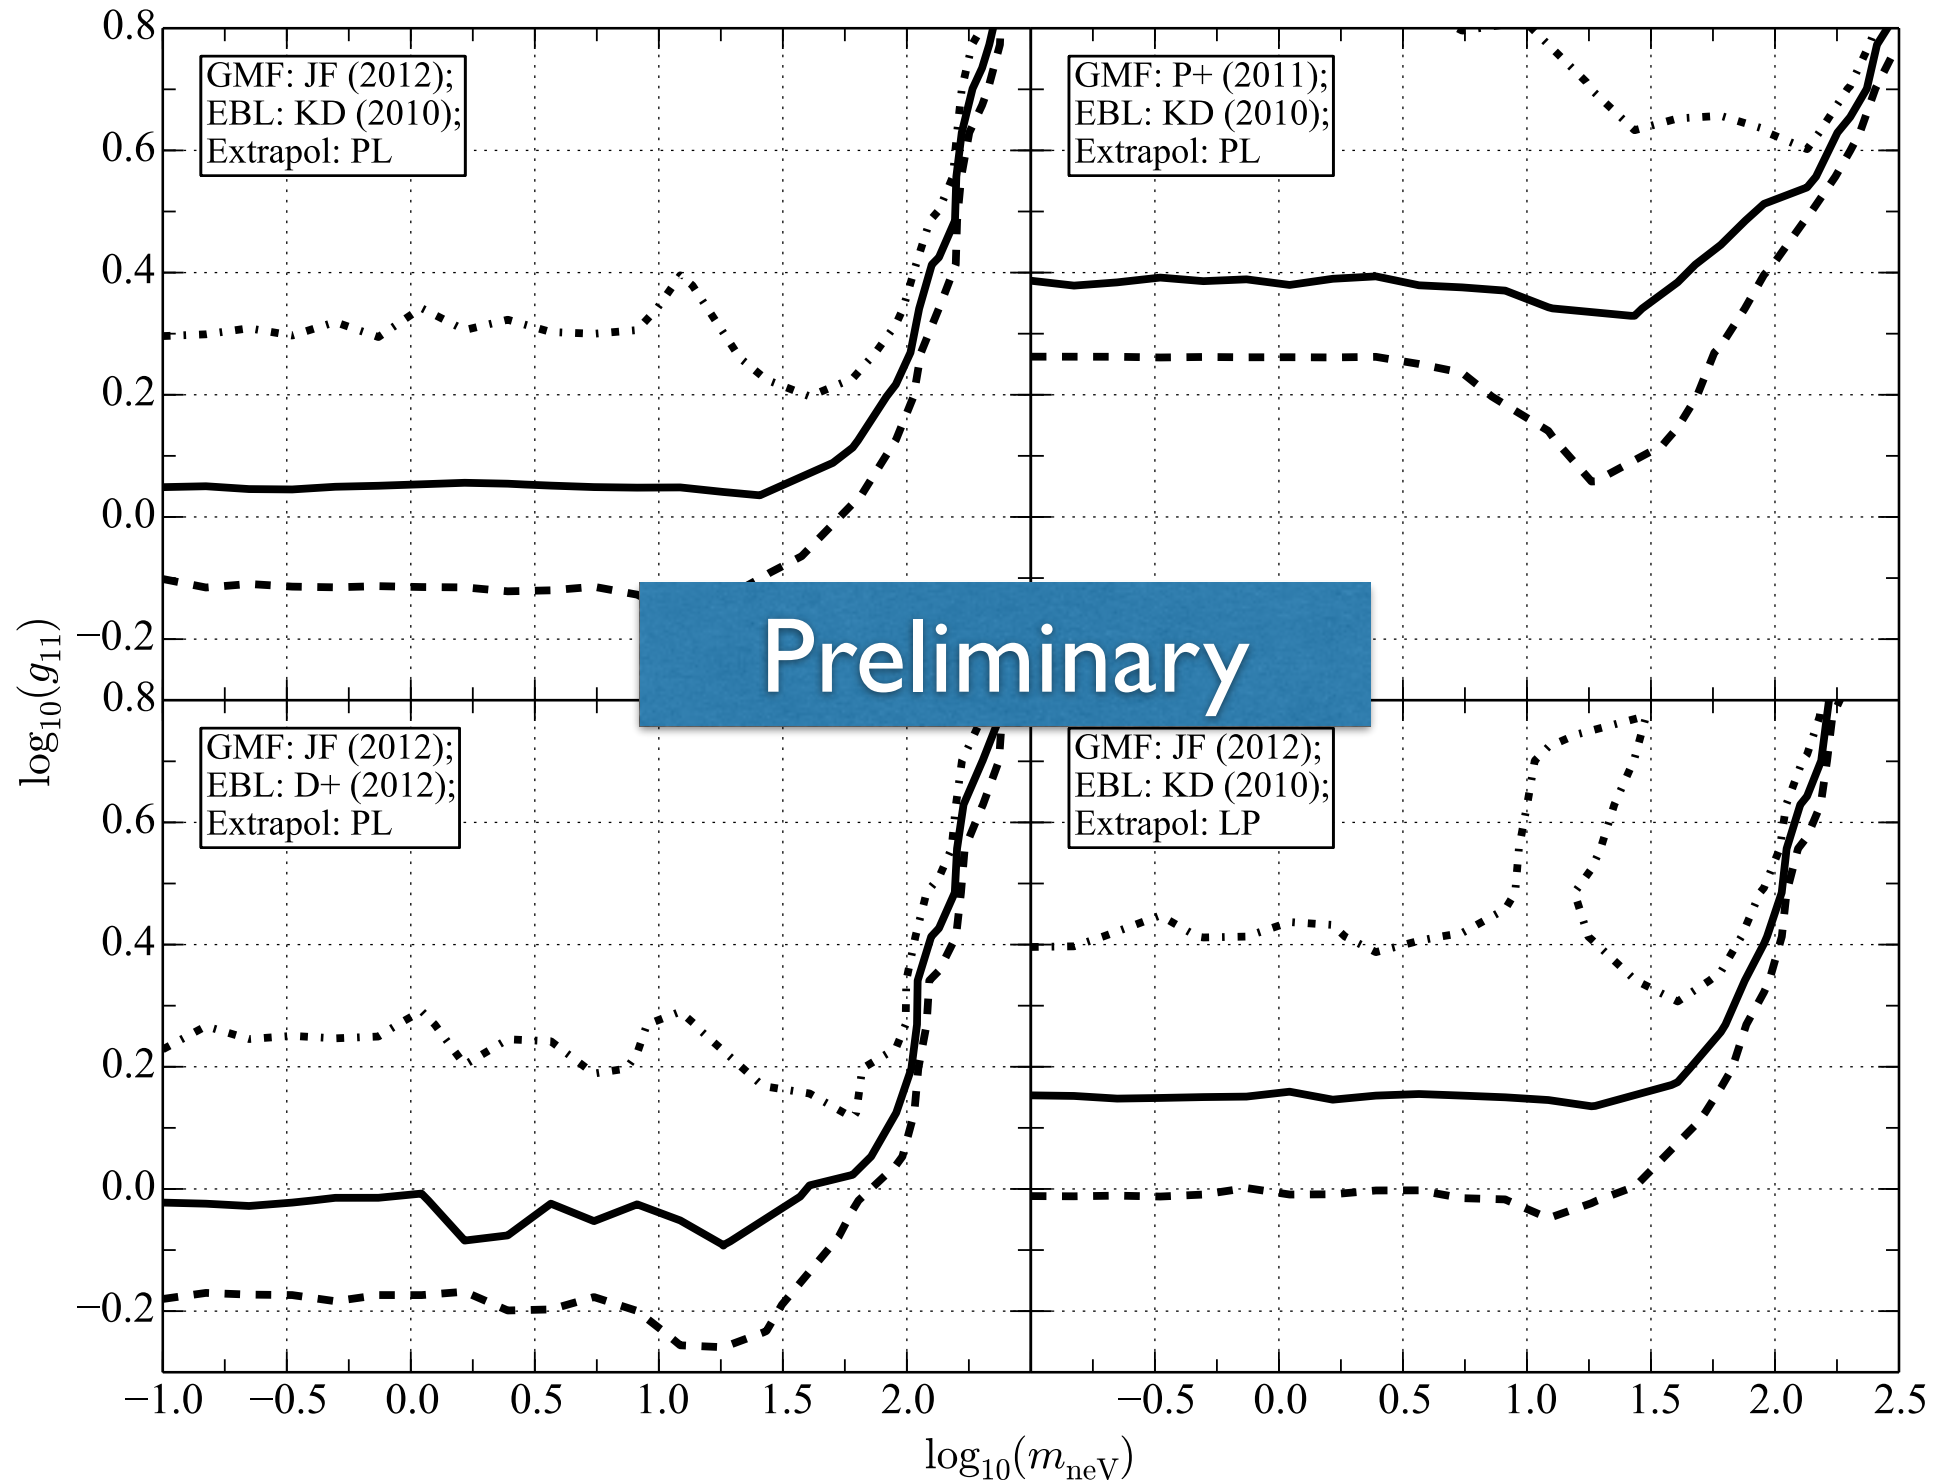 0.8
GMF: JF (2012);
EBL: KD (2010);
Extrapol: PL
0.6
0.4
0.2
0.0
−0.2
GMF: P+ (2011);
EBL: KD (2010);
Extrapol: PL
Preliminary
log10(g11)
0.8
GMF: JF (2012);
EBL: D+ (2012);
Extrapol: PL
0.6
0.4
0.2
0.0
−0.2
GMF: JF (2012);
EBL: KD (2010);
Extrapol: LP
−1.0 −0.5 0.0 0.5 1.0 1.5 2.0 −0.5 0.0 0.5 1.0 1.5 2.0 2.5
log10(mneV)